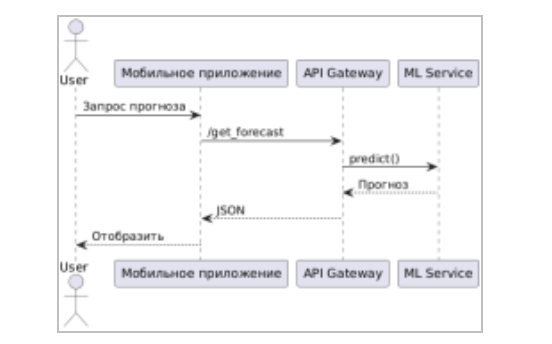 User
Мобильное приложение
API Gateway
ML Service
Запрос прогноза
/get_forecast
predict()
Прогноз
JSON
Отобразить
User
Мобильное приложение
API Gateway
ML Service